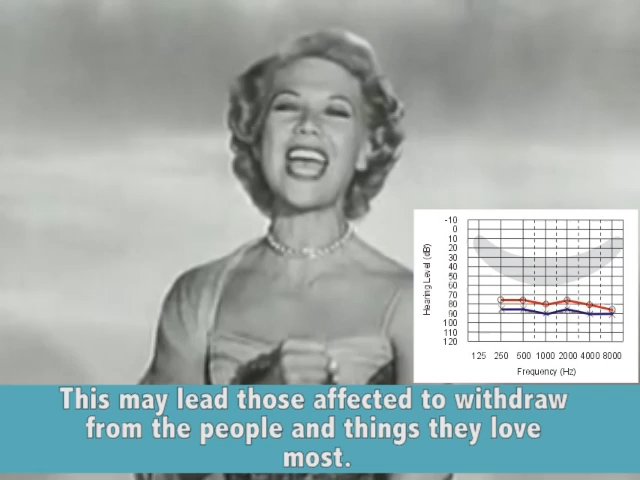 -10
0
10
20
30
40
50
60
70
80
90
100
110
120
Hearing Level (dB)
125 250 500 1000 2000 4000 8000
Frequency (Hz)
This may lead those affected to withdraw
from the people and things they love
most.